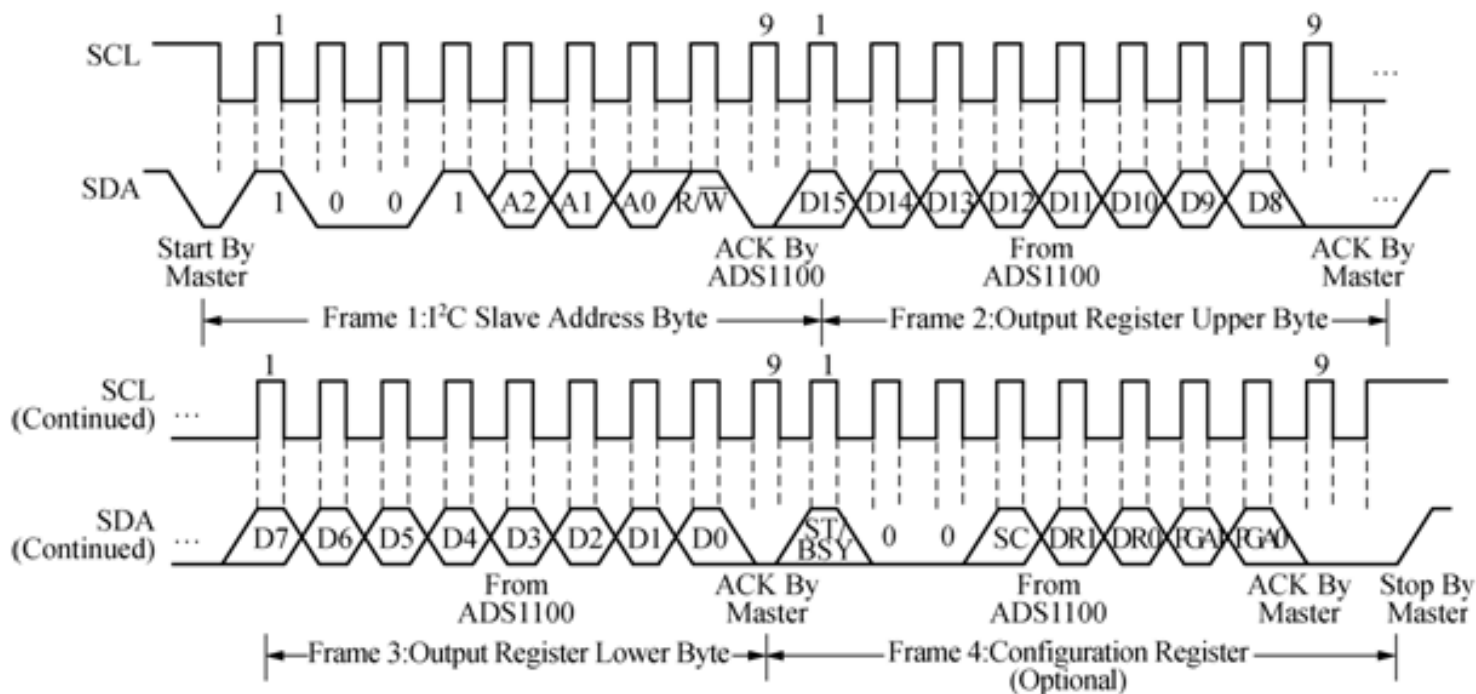 1 9 1 9
SCL ...
SDA 1 0 0 1 A2 A1 A0 R/W̅ D15 D14 D13 D12 D11 D10 D9 D8 ...
Start By Master
ACK By ADS1100
From ADS1100
ACK By Master
Frame 1:I²C Slave Address Byte
Frame 2:Output Register Upper Byte
1 9 1 9
SCL (Continued) ...
SDA (Continued) ... D7 D6 D5 D4 D3 D2 D1 D0 ST/BSY 0 0 SC DR1 DR0 PGA1 PGA0
From ADS1100
ACK By Master
From ADS1100
ACK By Master
Stop By Master
Frame 3:Output Register Lower Byte
Frame 4:Configuration Register
(Optional)